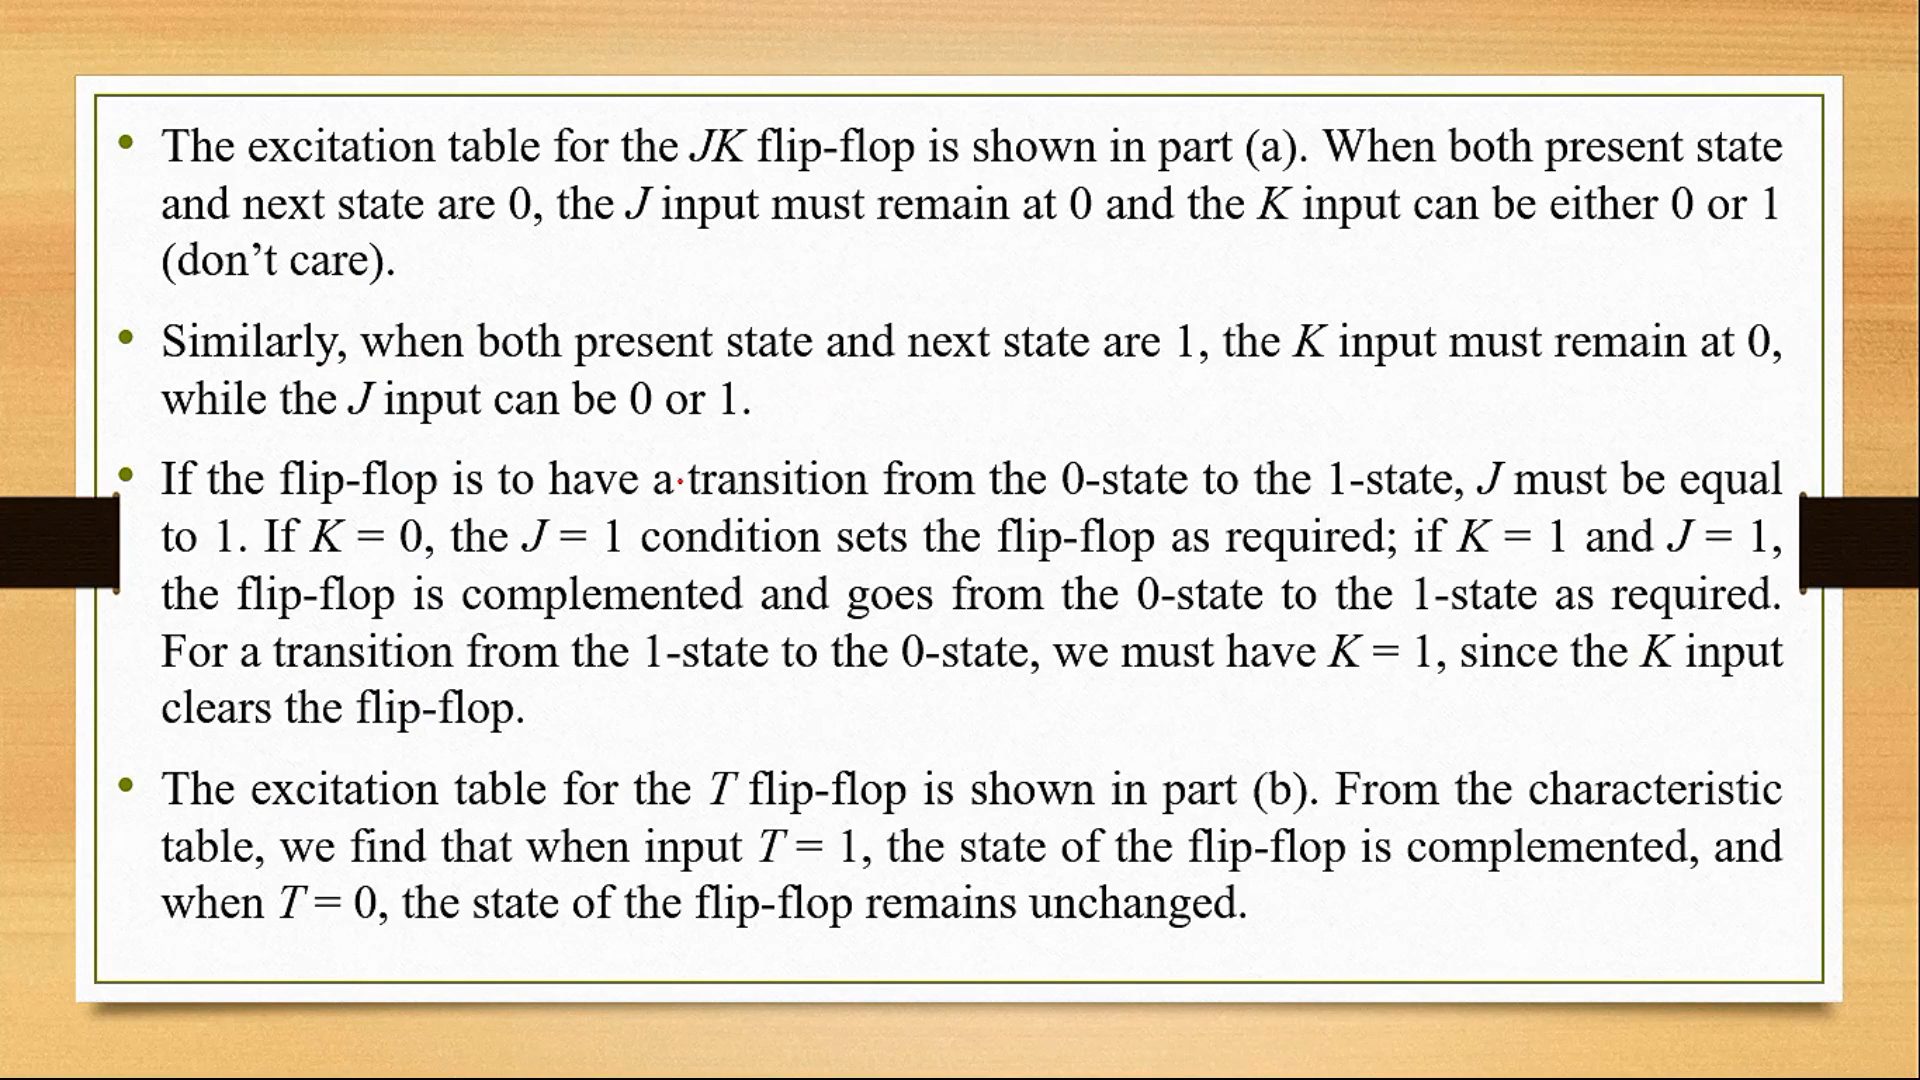 • The excitation table for the JK flip-flop is shown in part (a). When both present state
and next state are 0, the J input must remain at 0 and the K input can be either 0 or 1
(don’t care).
• Similarly, when both present state and next state are 1, the K input must remain at 0,
while the J input can be 0 or 1.
• If the flip-flop is to have a transition from the 0-state to the 1-state, J must be equal
to 1. If K = 0, the J = 1 condition sets the flip-flop as required; if K = 1 and J = 1,
the flip-flop is complemented and goes from the 0-state to the 1-state as required.
For a transition from the 1-state to the 0-state, we must have K = 1, since the K input
clears the flip-flop.
• The excitation table for the T flip-flop is shown in part (b). From the characteristic
table, we find that when input T = 1, the state of the flip-flop is complemented, and
when T = 0, the state of the flip-flop remains unchanged.